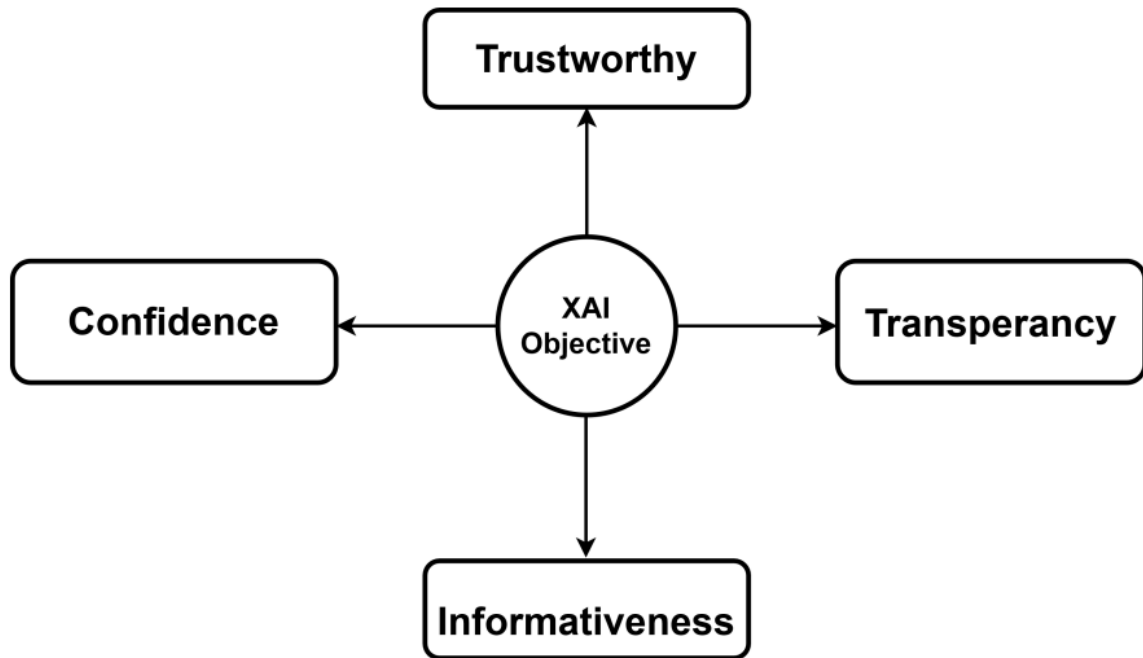 Trustworthy
Confidence
XAI
Objective
Transperancy
Informativeness